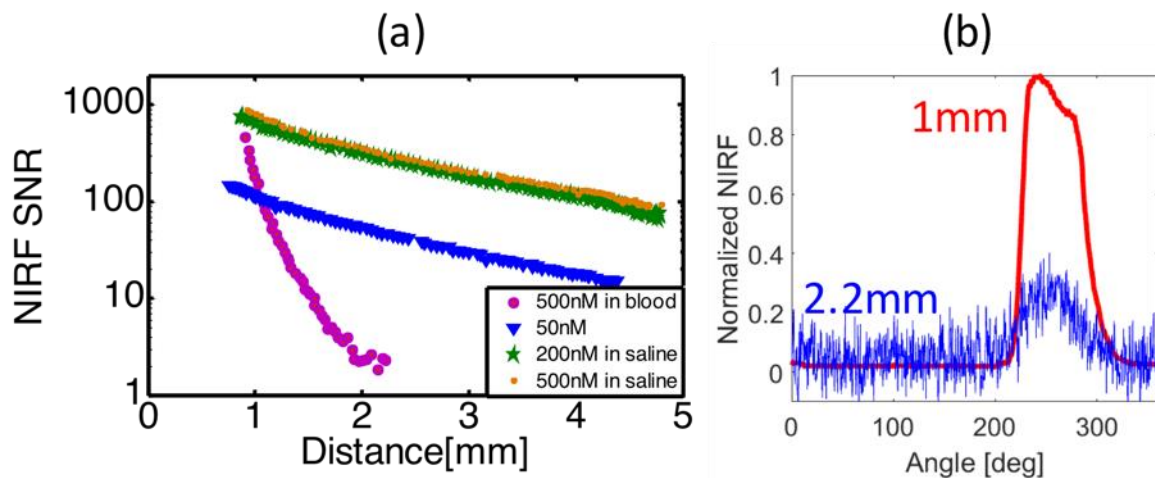 (a)
(b)
NIRF SNR
1000
100
10
1
0
1
2
3
4
5
Distance[mm]
500nM in blood
50nM
200nM in saline
500nM in saline
Normalized NIRF
1
0.8
0.6
0.4
0.2
0
1mm
2.2mm
0
100
200
300
Angle [deg]